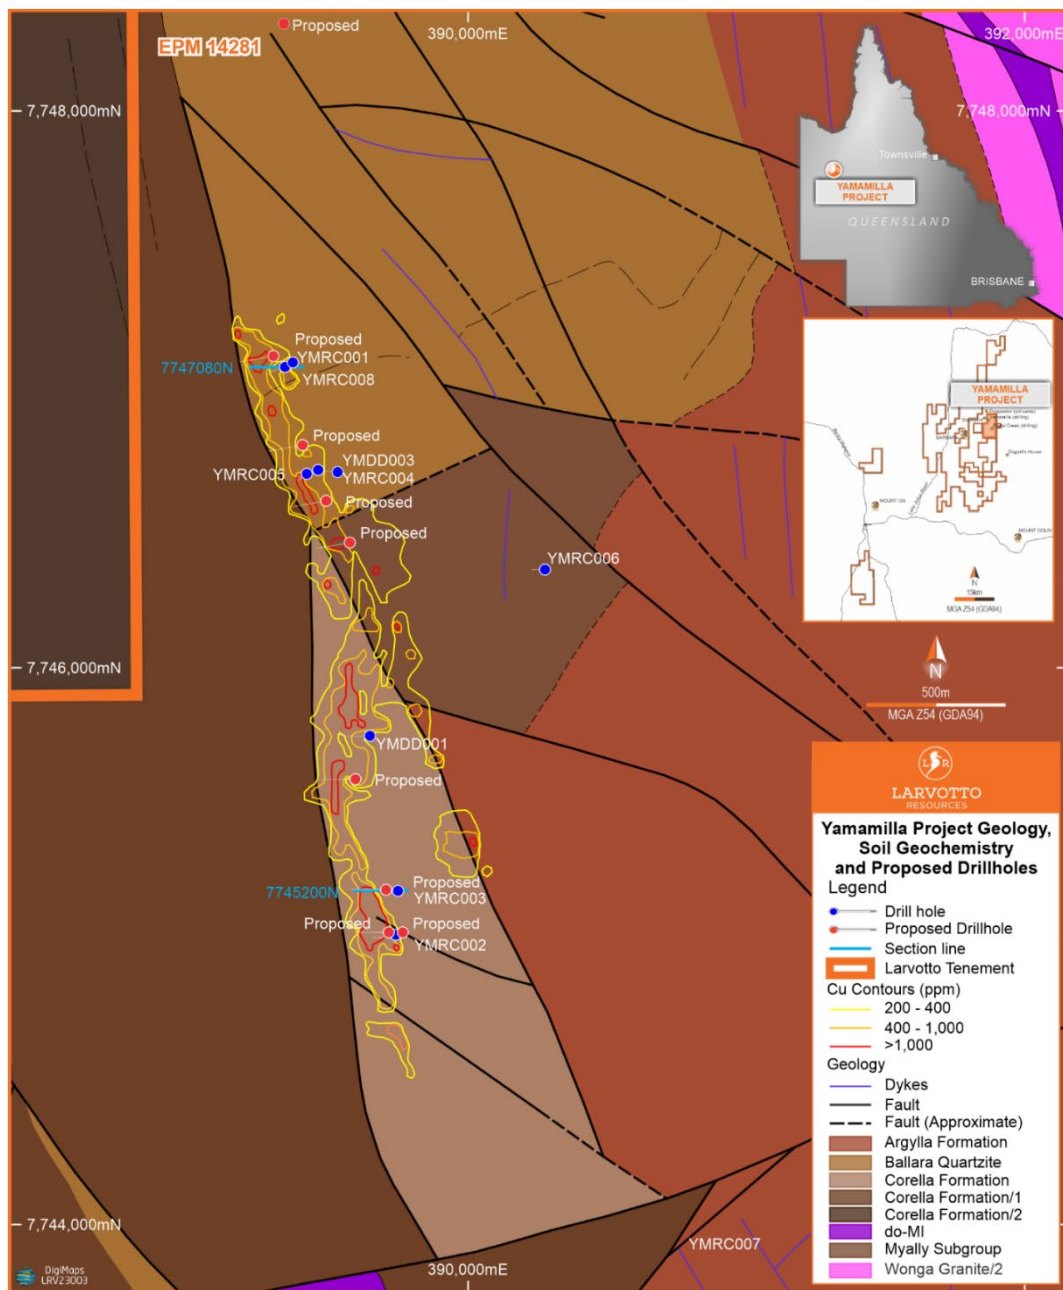 Proposed
390,000mE
392,000mE
EPM 14281
7,748,000mN
7,748,000mN
Townsville
YAMAMILLA
PROJECT
QUEENSLAND
BRISBANE
Proposed
YMRC001
7747080N
YMRC008
YAMAMILLA
PROJECT
Proposed
YMDD003
YMRC005
YMRC004
Proposed
Proposed
YMRC006
MOUNT ISA
N
15km
MGA Z54 (GDA94)
7,746,000mN
N
500m
MGA Z54 (GDA94)
YMDD001
Proposed
LR
LARVOTTO
RESOURCES
Yamamilla Project Geology,
Soil Geochemistry
and Proposed Drillholes
Legend
Drill hole
Proposed Drillhole
Section line
Larvotto Tenement
Cu Contours (ppm)
200 - 400
400 - 1,000
>1,000
Geology
Dykes
Fault
Fault (Approximate)
Argylla Formation
Ballara Quartzite
Corella Formation
Corella Formation/1
Corella Formation/2
do-MI
Myally Subgroup
Wonga Granite/2
Proposed
7745200N
YMRC003
Proposed
Proposed
YMRC002
7,744,000mN
YMRC007
390,000mE
DigiMaps
LRV23003